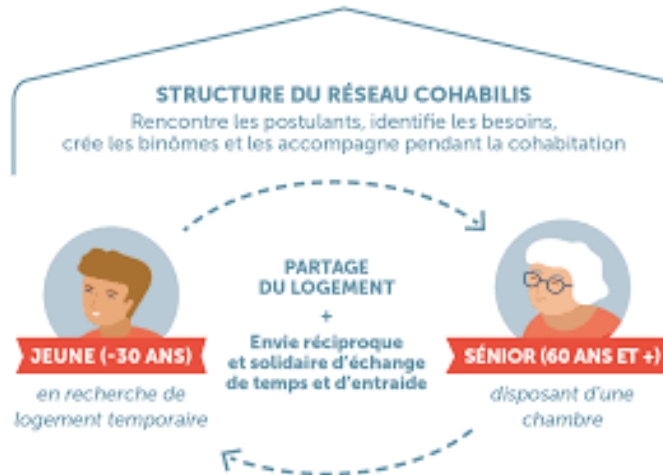 STRUCTURE DU RÉSEAU COHABILIS
Rencontre les postulants, identifie les besoins,
crée les binômes et les accompagne pendant la cohabitation
PARTAGE
DU LOGEMENT
+
Envie réciproque
et solidaire d'échange
de temps et d'entraide
JEUNE (-30 ANS)
en recherche de
logement temporaire
SÉNIOR (60 ANS ET +)
disposant d'une
chambre